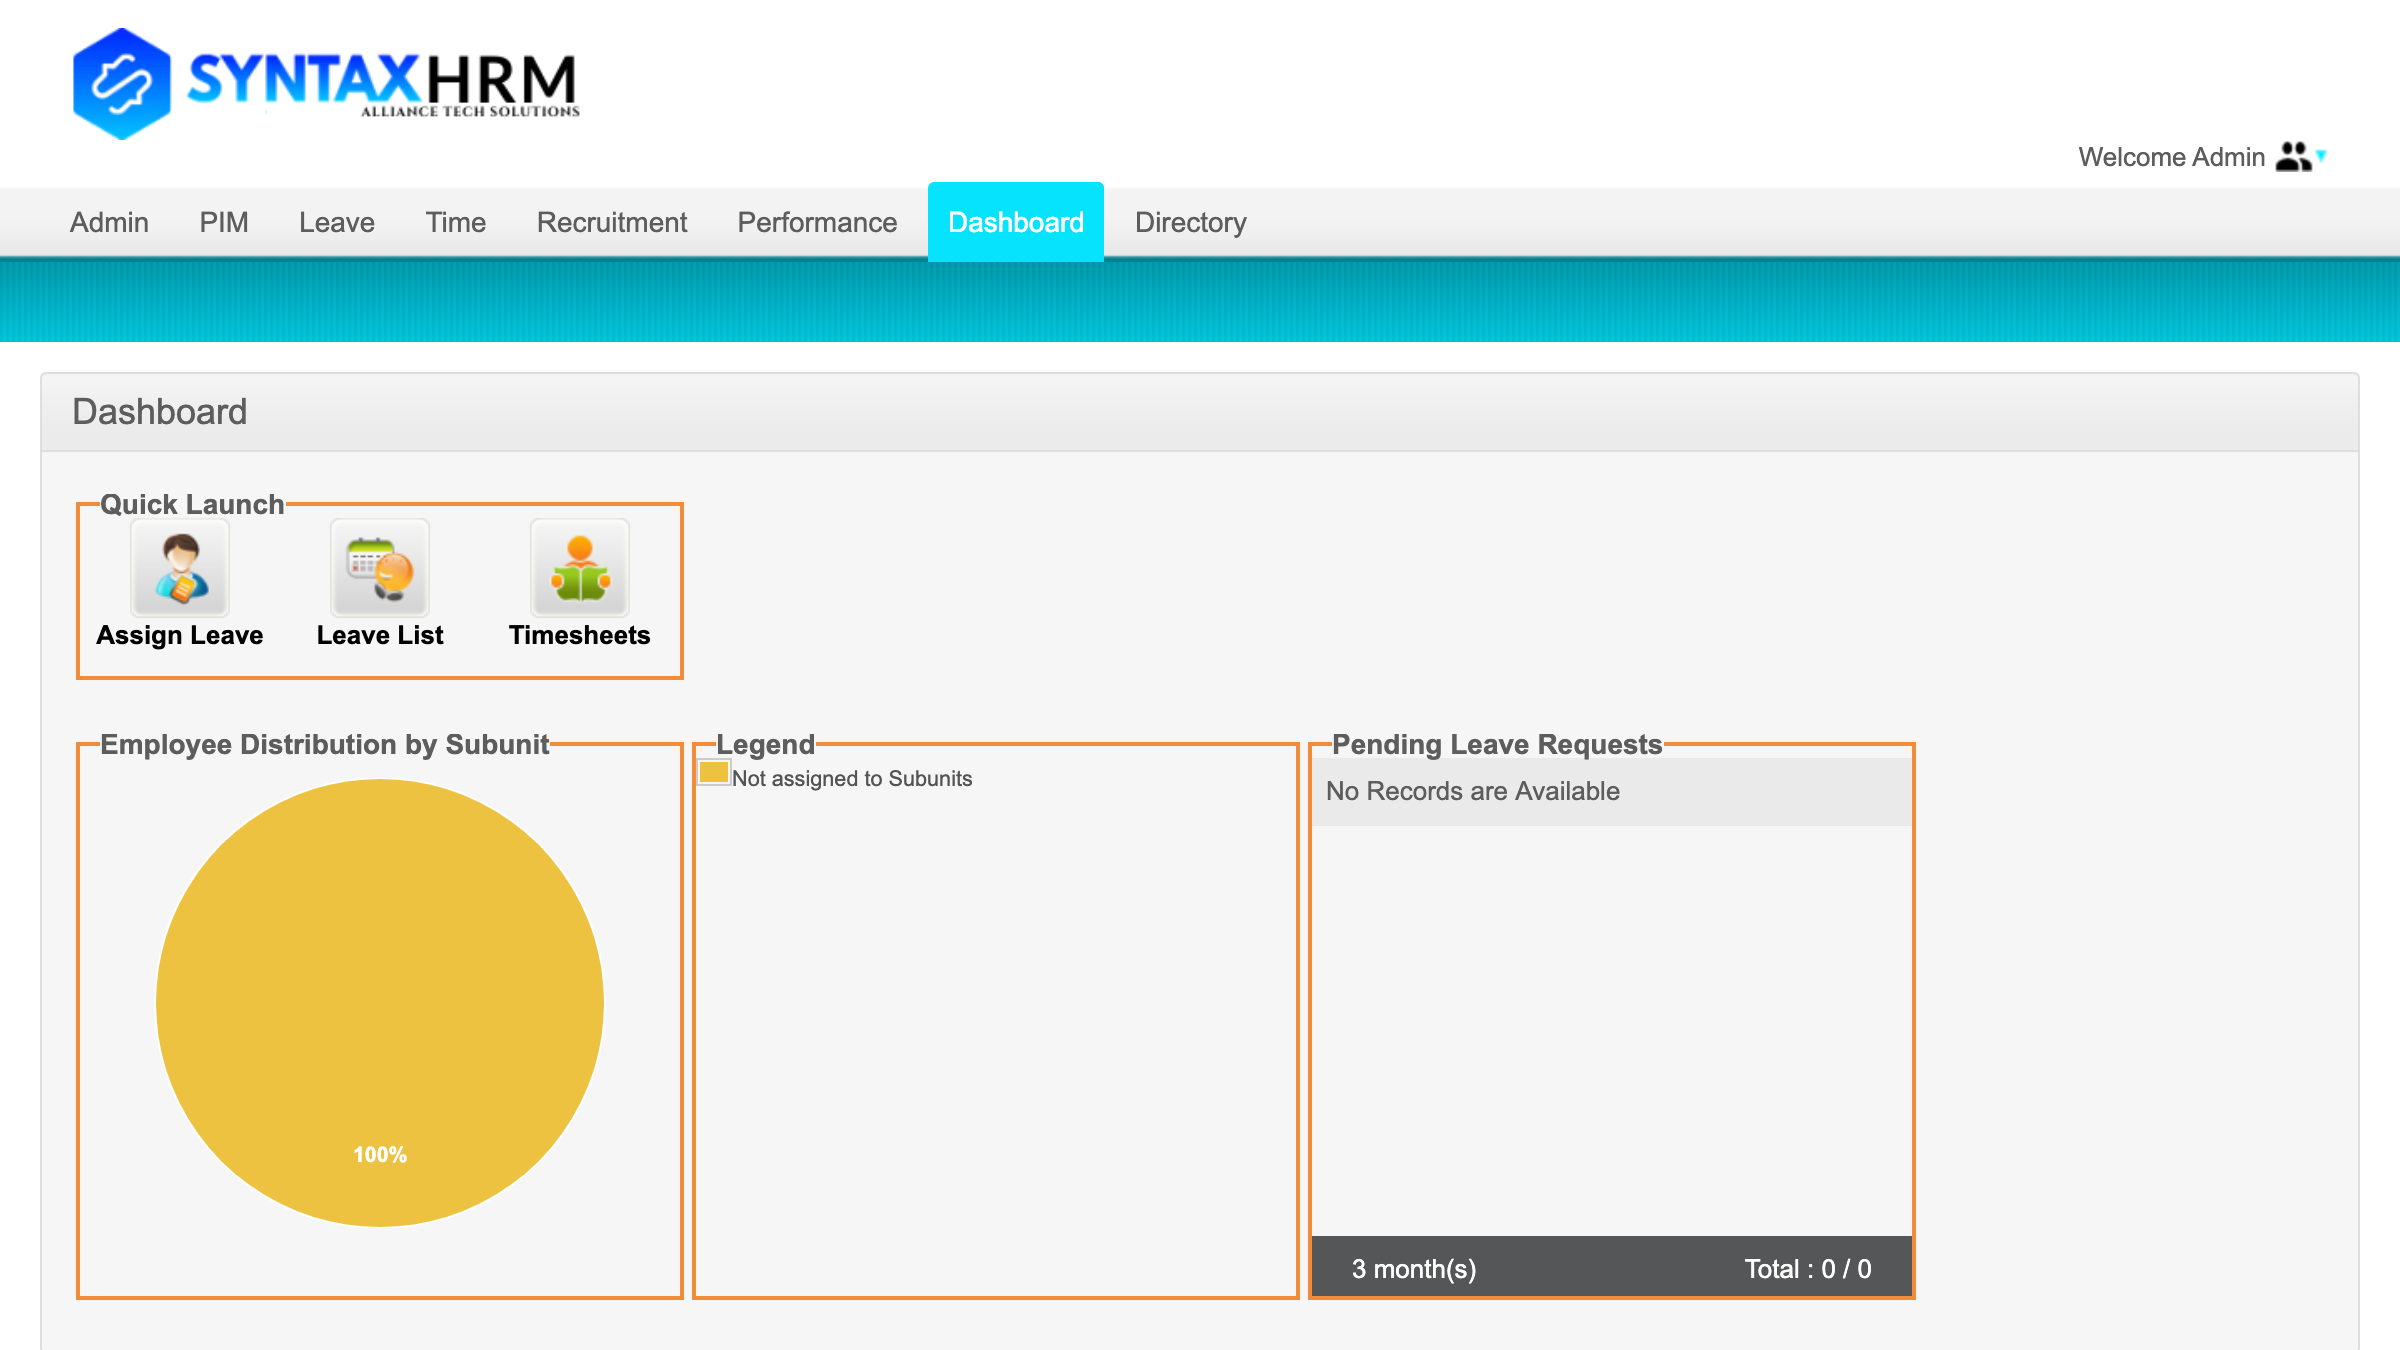 SYNTAXHRM
ALLIANCE TECH SOLUTIONS
Welcome Admin
Admin PIM Leave Time Recruitment Performance Dashboard Directory
Dashboard
Quick Launch
Assign Leave Leave List Timesheets
Employee Distribution by Subunit
100%
Legend
Not assigned to Subunits
Pending Leave Requests
No Records are Available
3 month(s) Total : 0 / 0